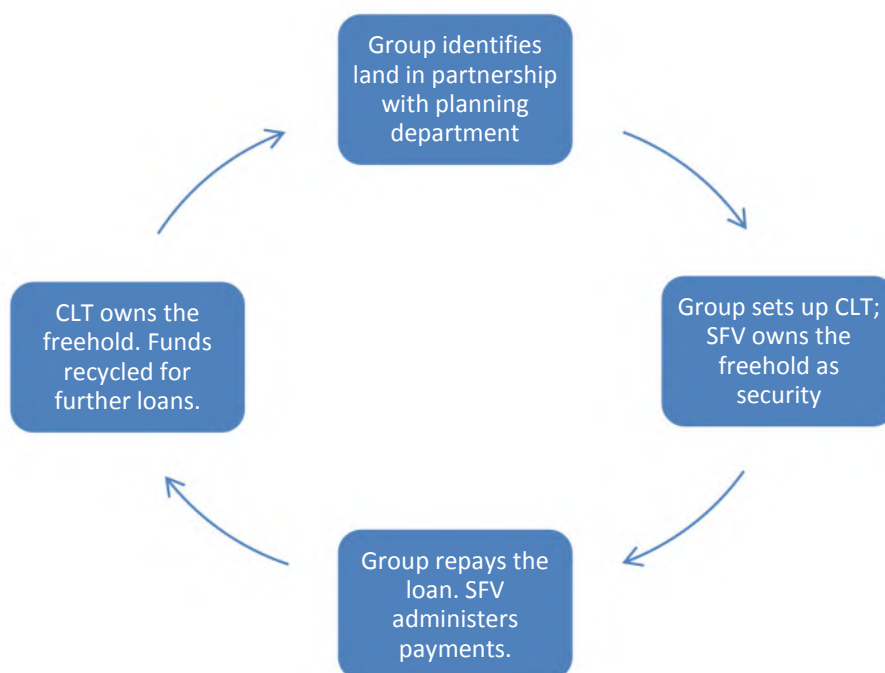 Group identifies
land in partnership
with planning
department
Group sets up CLT;
SFV owns the
freehold as
security
Group repays the
loan. SFV
administers
payments.
CLT owns the
freehold. Funds
recycled for
further loans.